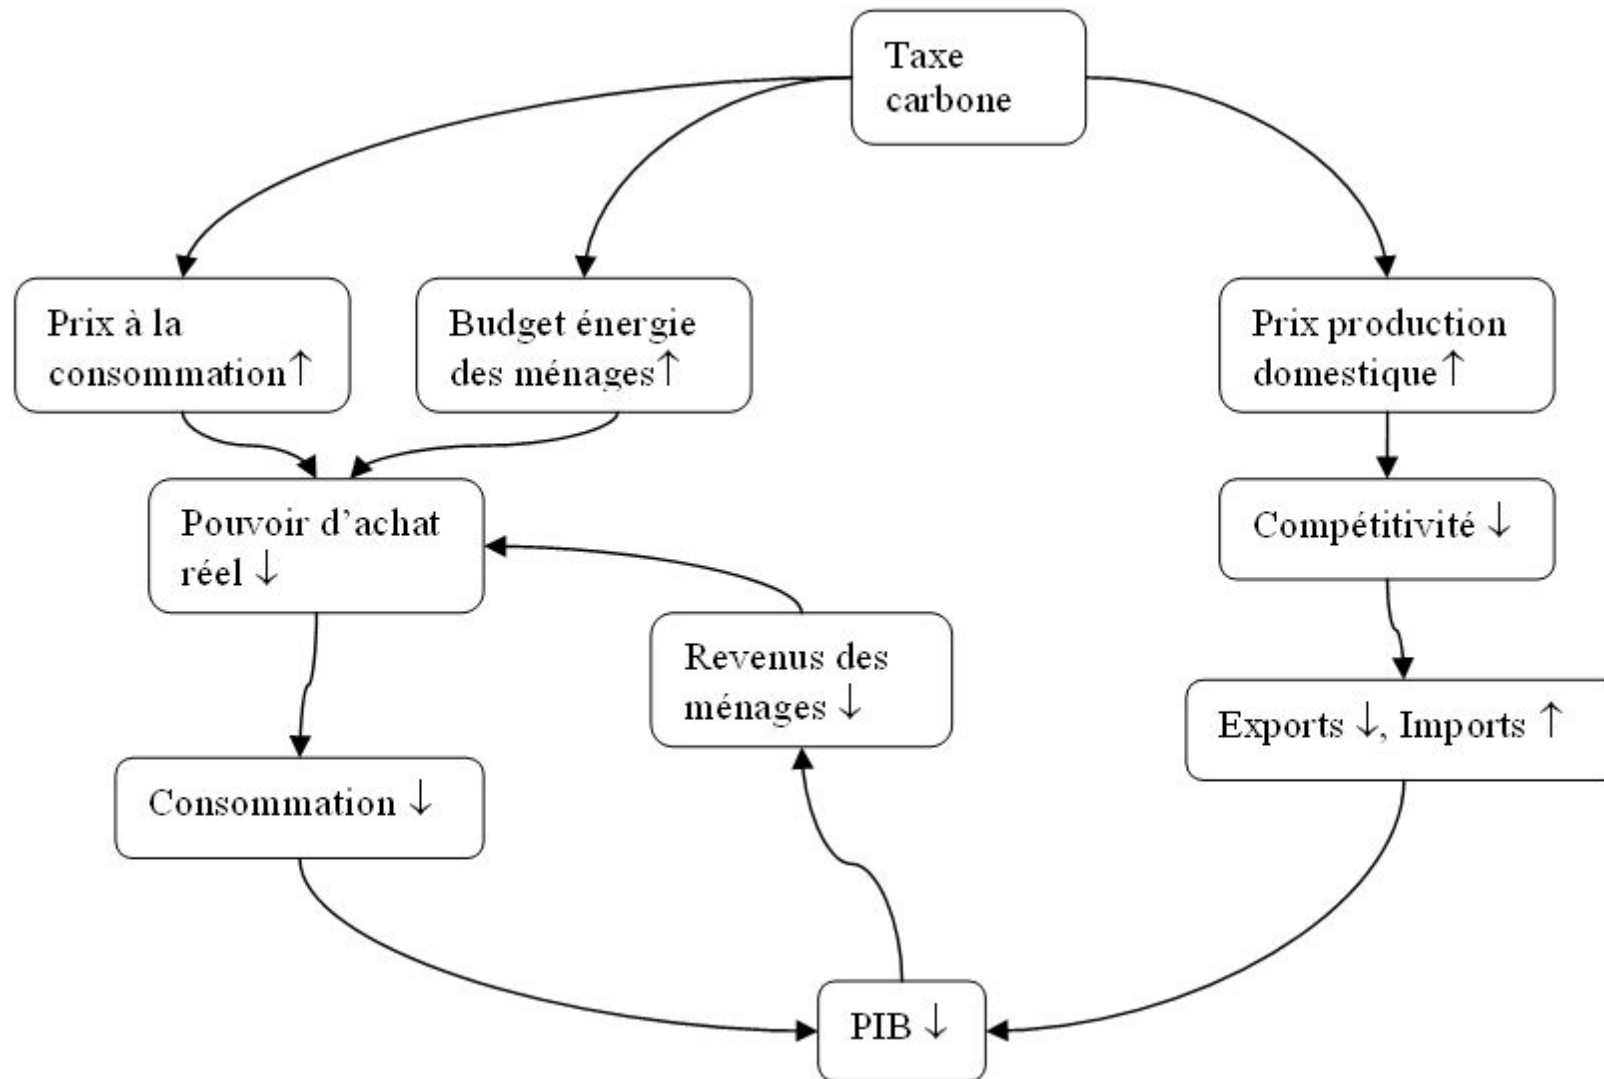 Taxe
carbone
Prix à la
consommation↑
Budget énergie
des ménages↑
Prix production
domestique↑
Pouvoir d’achat
réel ↓
Compétitivité ↓
Revenus des
ménages ↓
Exports ↓, Imports ↑
Consommation ↓
PIB ↓